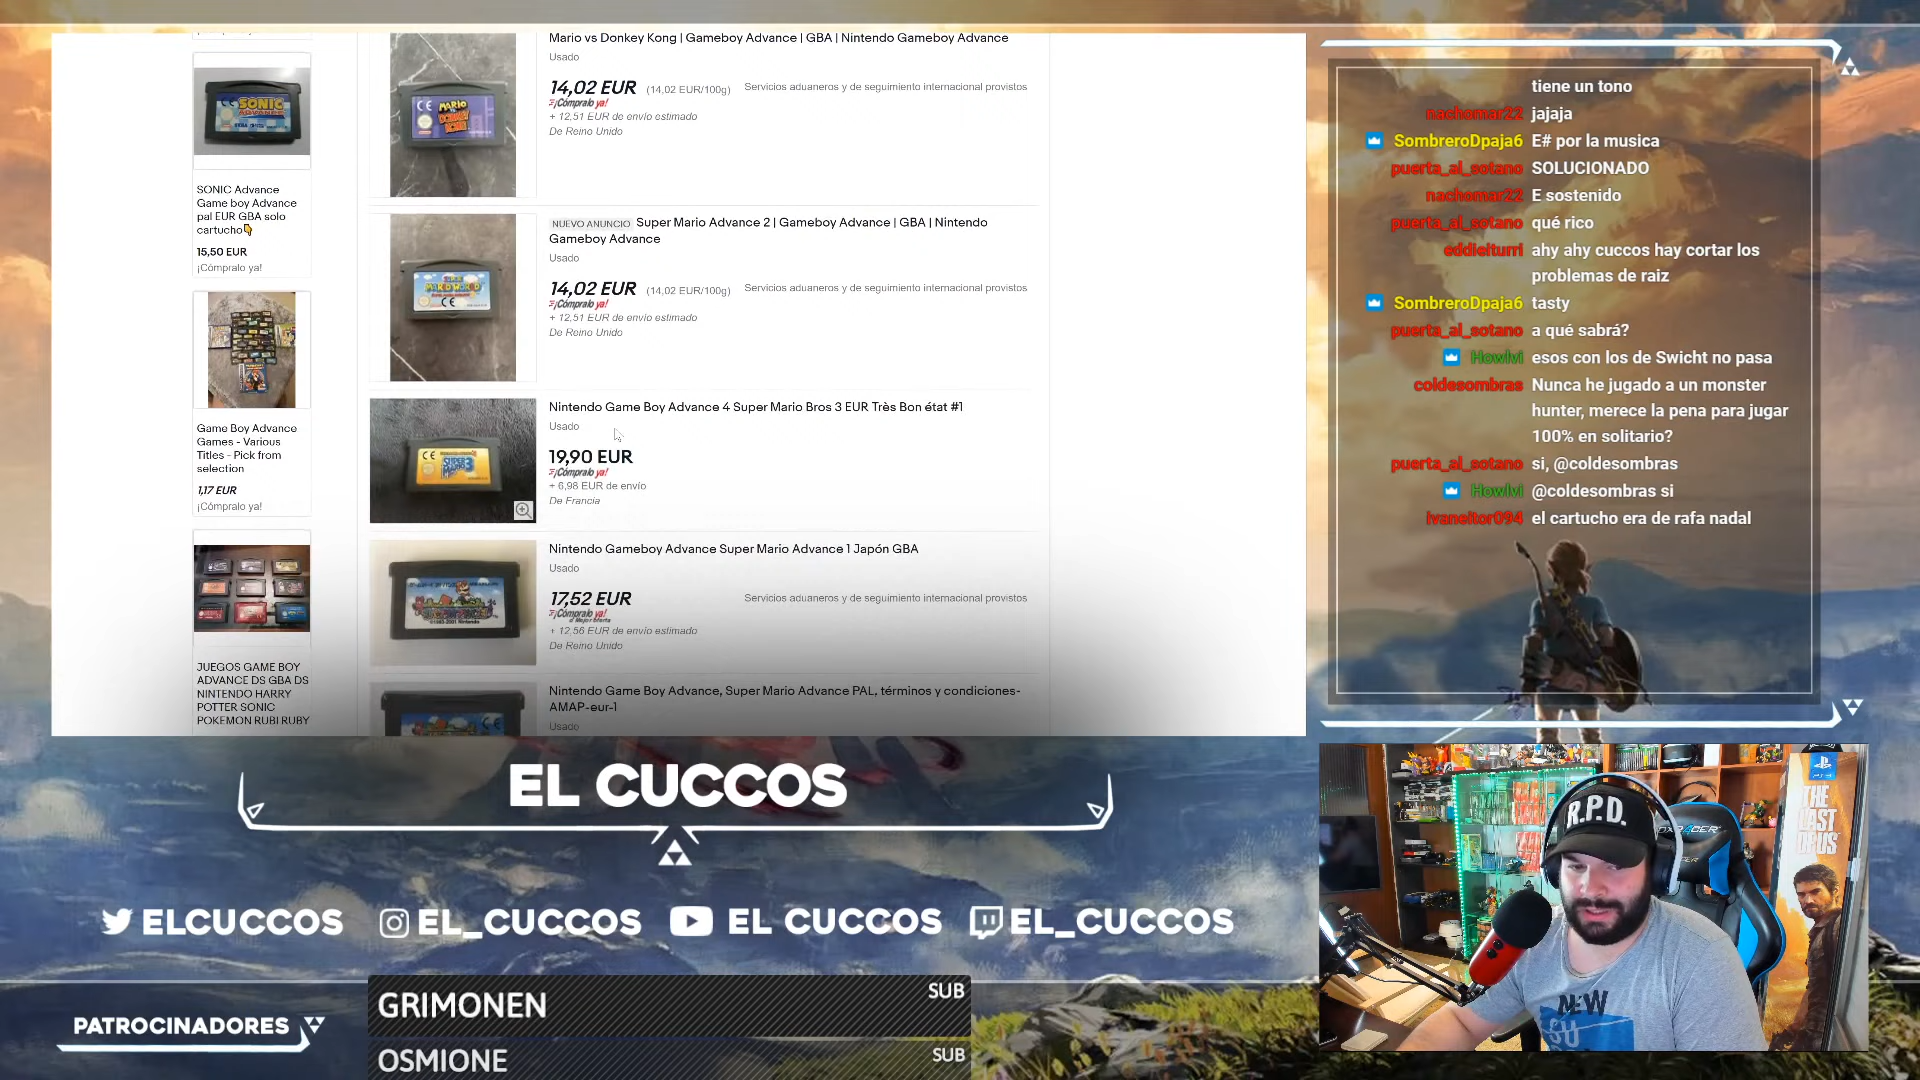 SONIC
SONIC Advance
Game boy Advance
pal EUR GBA solo
cartucho👇
15,50 EUR
¡Cómpralo ya!
Game Boy Advance
Games - Various
Titles - Pick from
selection
1,17 EUR
¡Cómpralo ya!
JUEGOS GAME BOY
ADVANCE DS GBA DS
NINTENDO HARRY
POTTER SONIC
POKEMON RUBI RUBY
Mario vs Donkey Kong | Gameboy Advance | GBA | Nintendo Gameboy Advance
Usado
14,02 EUR (14,02 EUR/100g) Servicios aduaneros y de seguimiento internacional provistos
¡Cómpralo ya!
+ 12,51 EUR de envío estimado
De Reino Unido
NUEVO ANUNCIO Super Mario Advance 2 | Gameboy Advance | GBA | Nintendo
Gameboy Advance
Usado
14,02 EUR (14,02 EUR/100g) Servicios aduaneros y de seguimiento internacional provistos
¡Cómpralo ya!
+ 12,51 EUR de envío estimado
De Reino Unido
Nintendo Game Boy Advance 4 Super Mario Bros 3 EUR Très Bon état #1
Usado
19,90 EUR
¡Cómpralo ya!
+ 6,98 EUR de envío
De Francia
Nintendo Gameboy Advance Super Mario Advance 1 Japón GBA
Usado
17,52 EUR Servicios aduaneros y de seguimiento internacional provistos
¡Cómpralo ya!
o Mejor oferta
+ 12,56 EUR de envío estimado
De Reino Unido
Nintendo Game Boy Advance, Super Mario Advance PAL, términos y condiciones-
AMAP-eur-1
Usado
tiene un tono
nachomar22 jajaja
SombreroDpaja6 E# por la musica
puerta_al_sotano SOLUCIONADO
nachomar22 E sostenido
puerta_al_sotano qué rico
eddieiturri ahy ahy cuccos hay cortar los
problemas de raiz
SombreroDpaja6 tasty
puerta_al_sotano a qué sabrá?
Howlvi esos con los de Swicht no pasa
coldesombras Nunca he jugado a un monster
hunter, merece la pena para jugar
100% en solitario?
puerta_al_sotano si, @coldesombras
Howlvi @coldesombras si
ivaneitor094 el cartucho era de rafa nadal
EL CUCCOS
ELCUCCOS EL_CUCCOS EL CUCCOS EL_CUCCOS
PATROCINADORES
GRIMONEN SUB
OSMIONE SUB
R.P.D.
THE
LAST
OF US
NEW